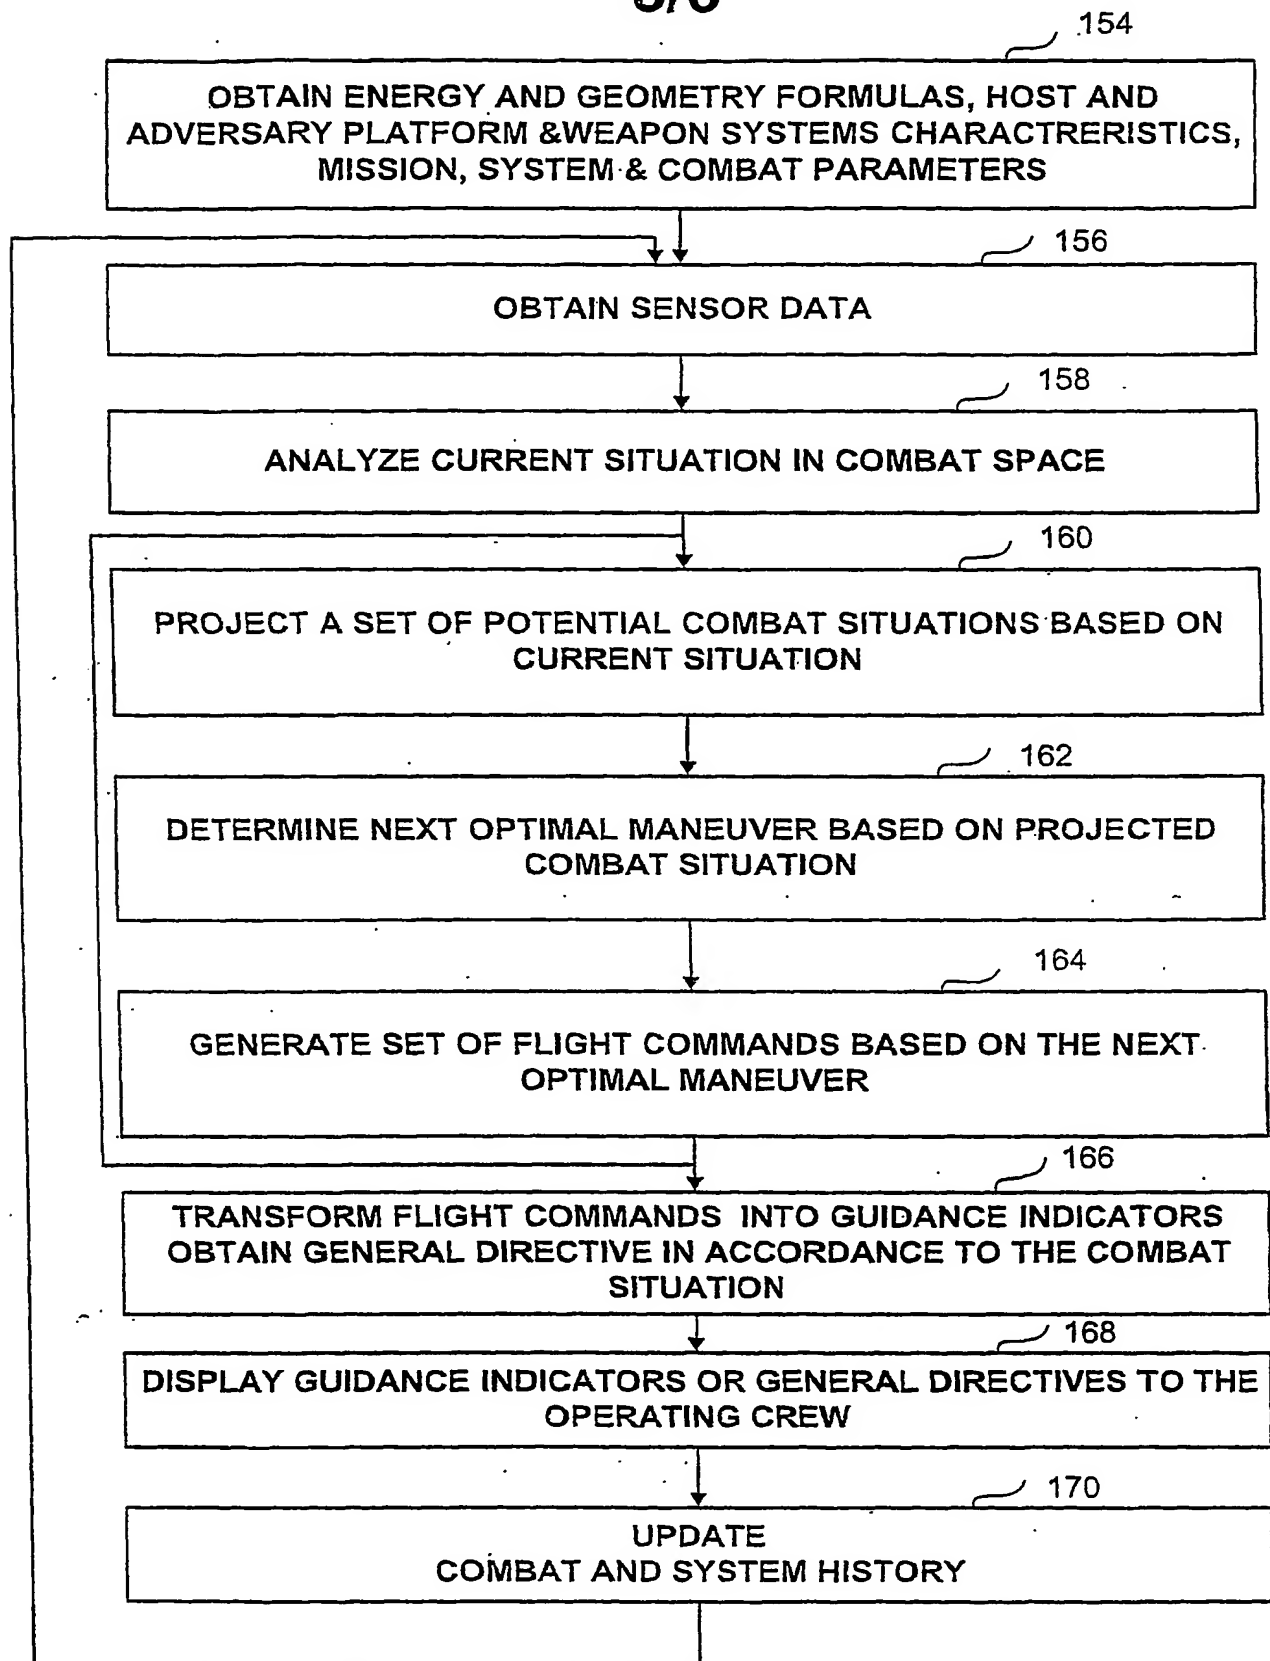 154
OBTAIN ENERGY AND GEOMETRY FORMULAS, HOST AND
ADVERSARY PLATFORM &WEAPON SYSTEMS CHARACTRERISTICS,
MISSION, SYSTEM & COMBAT PARAMETERS
156
OBTAIN SENSOR DATA
158
ANALYZE CURRENT SITUATION IN COMBAT SPACE
160
PROJECT A SET OF POTENTIAL COMBAT SITUATIONS BASED ON
CURRENT SITUATION
162
DETERMINE NEXT OPTIMAL MANEUVER BASED ON PROJECTED
COMBAT SITUATION
164
GENERATE SET OF FLIGHT COMMANDS BASED ON THE NEXT
OPTIMAL MANEUVER
166
TRANSFORM FLIGHT COMMANDS INTO GUIDANCE INDICATORS
OBTAIN GENERAL DIRECTIVE IN ACCORDANCE TO THE COMBAT
SITUATION
168
DISPLAY GUIDANCE INDICATORS OR GENERAL DIRECTIVES TO THE
OPERATING CREW
170
UPDATE
COMBAT AND SYSTEM HISTORY